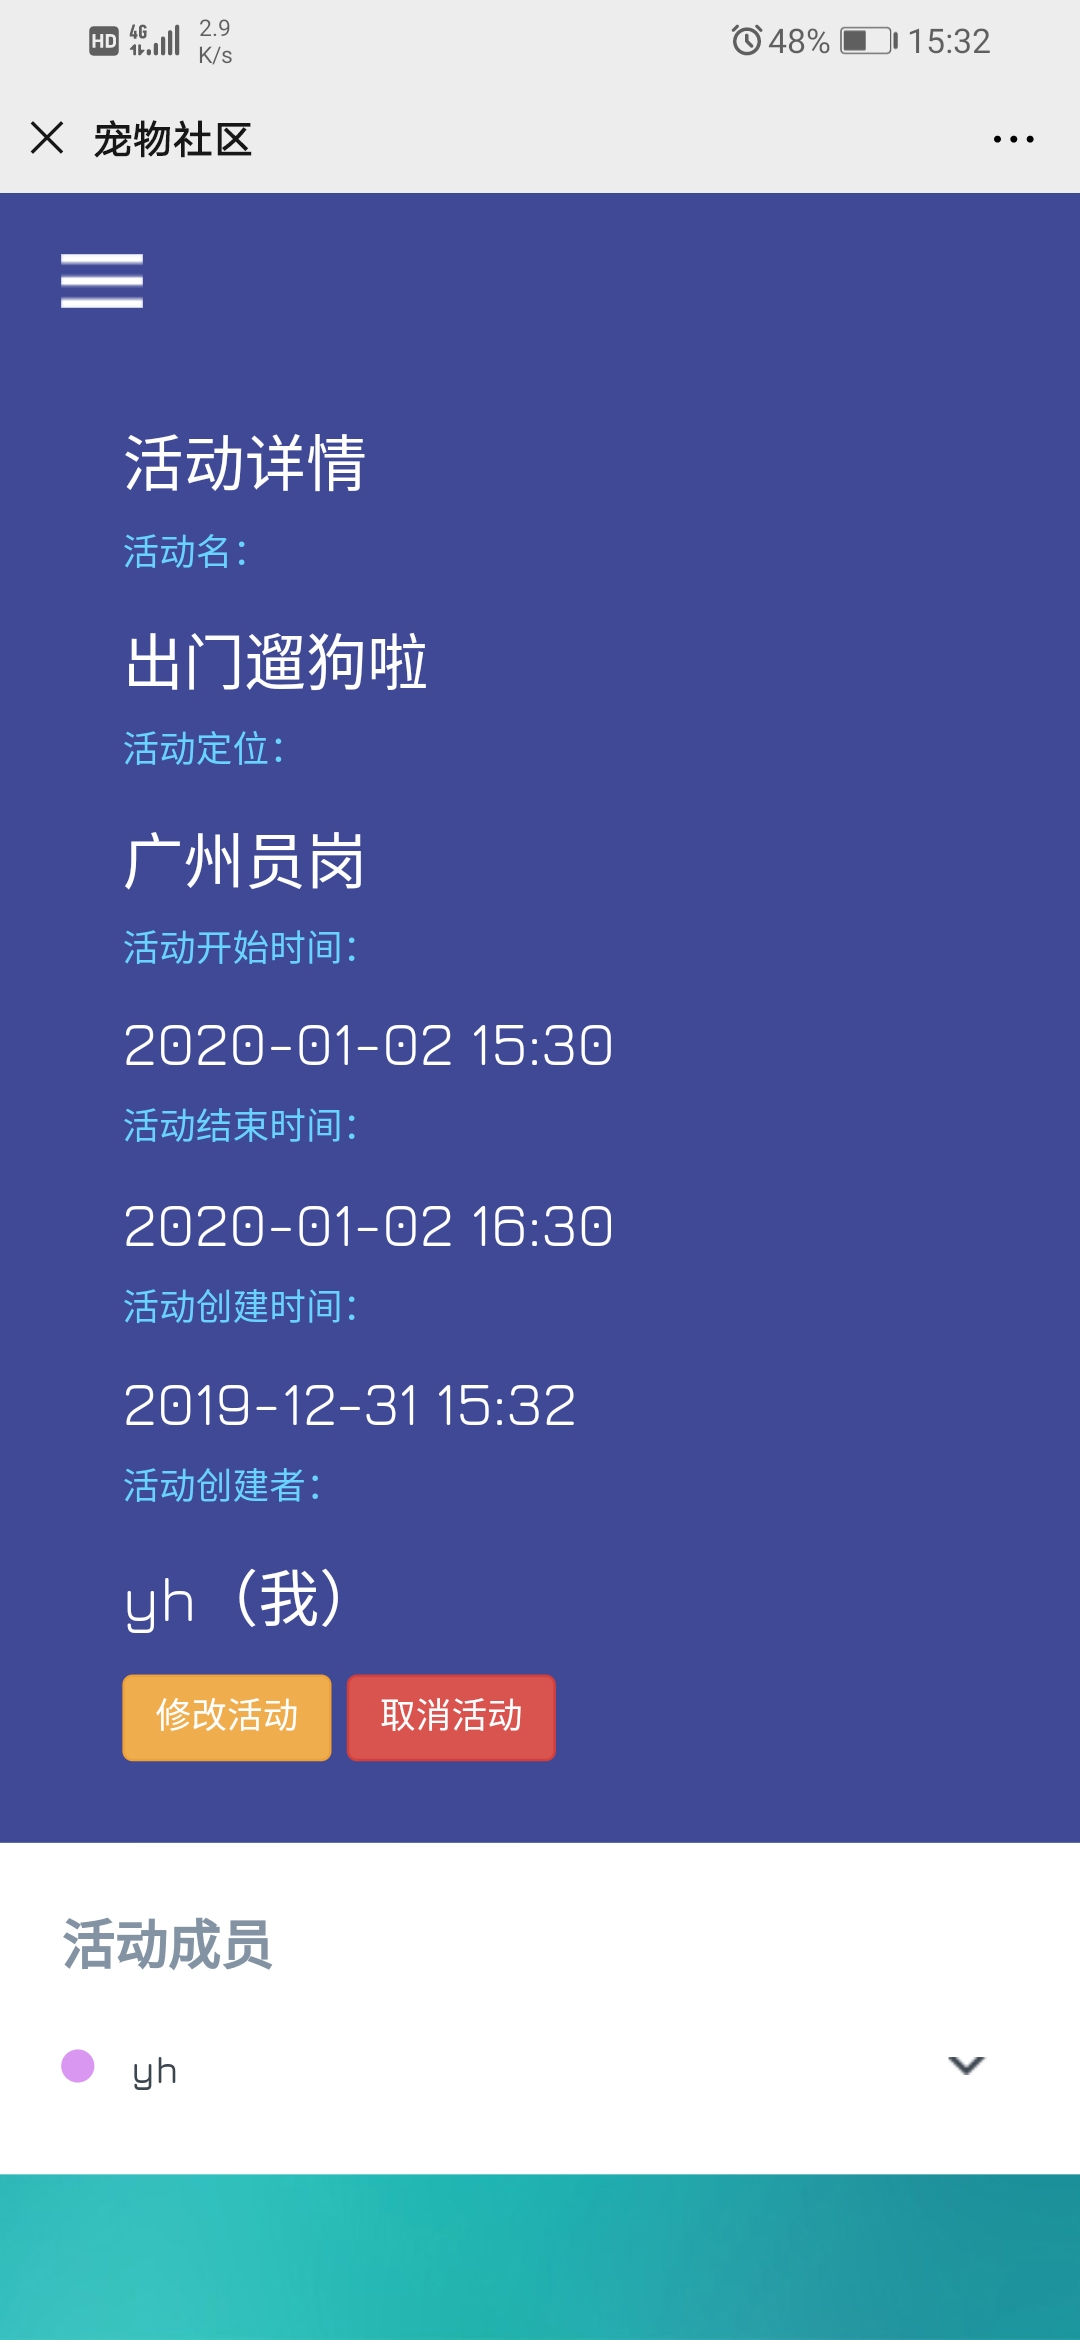 HD 4G 2.9 K/s 48% 15:32
宠物社区
活动详情
活动名：
出门遛狗啦
活动定位：
广州员岗
活动开始时间：
2020-01-02 15:30
活动结束时间：
2020-01-02 16:30
活动创建时间：
2019-12-31 15:32
活动创建者：
yh（我）
修改活动 取消活动
活动成员
yh